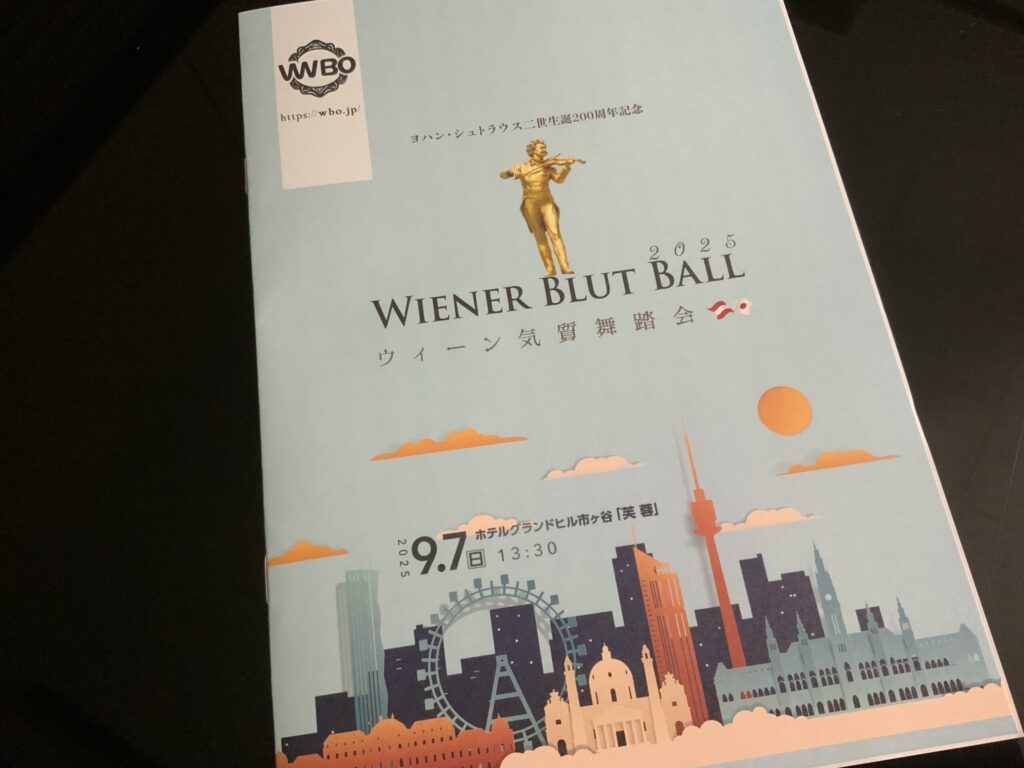 WBO
https://wbo.jp/
ヨハン・シュトラウス二世生誕200周年記念
2025
WIENER BLUT BALL
ウィーン気質舞踏会
ホテルグランドヒル市ヶ谷「芙蓉」
2025 9.7日 13:30